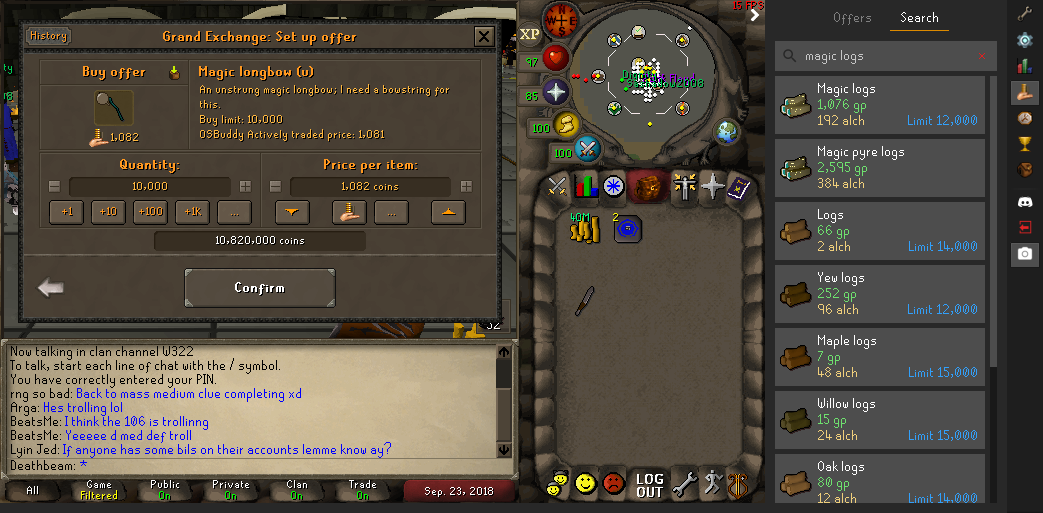 History
Grand Exchange: Set up offer
Buy offer
1,082
Magic longbow (u)
An unstrung magic longbow; I need a bowstring for
this.
Buy limit: 10,000
OSBuddy Actively traded price: 1,081
Quantity:
10,000
+1 +10 +100 +1K ...
Price per item:
1,082 coins
...
10,820,000 coins
Confirm
Now talking in clan channel W322
To talk, start each line of chat with the / symbol.
You have correctly entered your PIN.
rng so bad: Back to mass medium clue completing xd
Arga: Hes trolling lol
BeatsMe: I think the 106 is trollinng
BeatsMe: Yeeeee d med def troll
Lyin Jed: If anyone has some bils on their accounts lemme know ay?
Deathbeam: *
All
Game
Filtered
Public
On
Private
On
Clan
On
Trade
On
Sep. 23, 2018
15 FPS
N
W E
S
XP
97
85
100
100
40M
2
LOG
OUT
Offers
Search
magic logs
Magic logs
1,076 gp
192 alch
Limit 12,000
Magic pyre logs
2,595 gp
384 alch
Logs
66 gp
2 alch
Limit 14,000
Yew logs
252 gp
96 alch
Limit 12,000
Maple logs
7 gp
48 alch
Limit 15,000
Willow logs
15 gp
24 alch
Limit 15,000
Oak logs
80 gp
12 alch
Limit 14,000